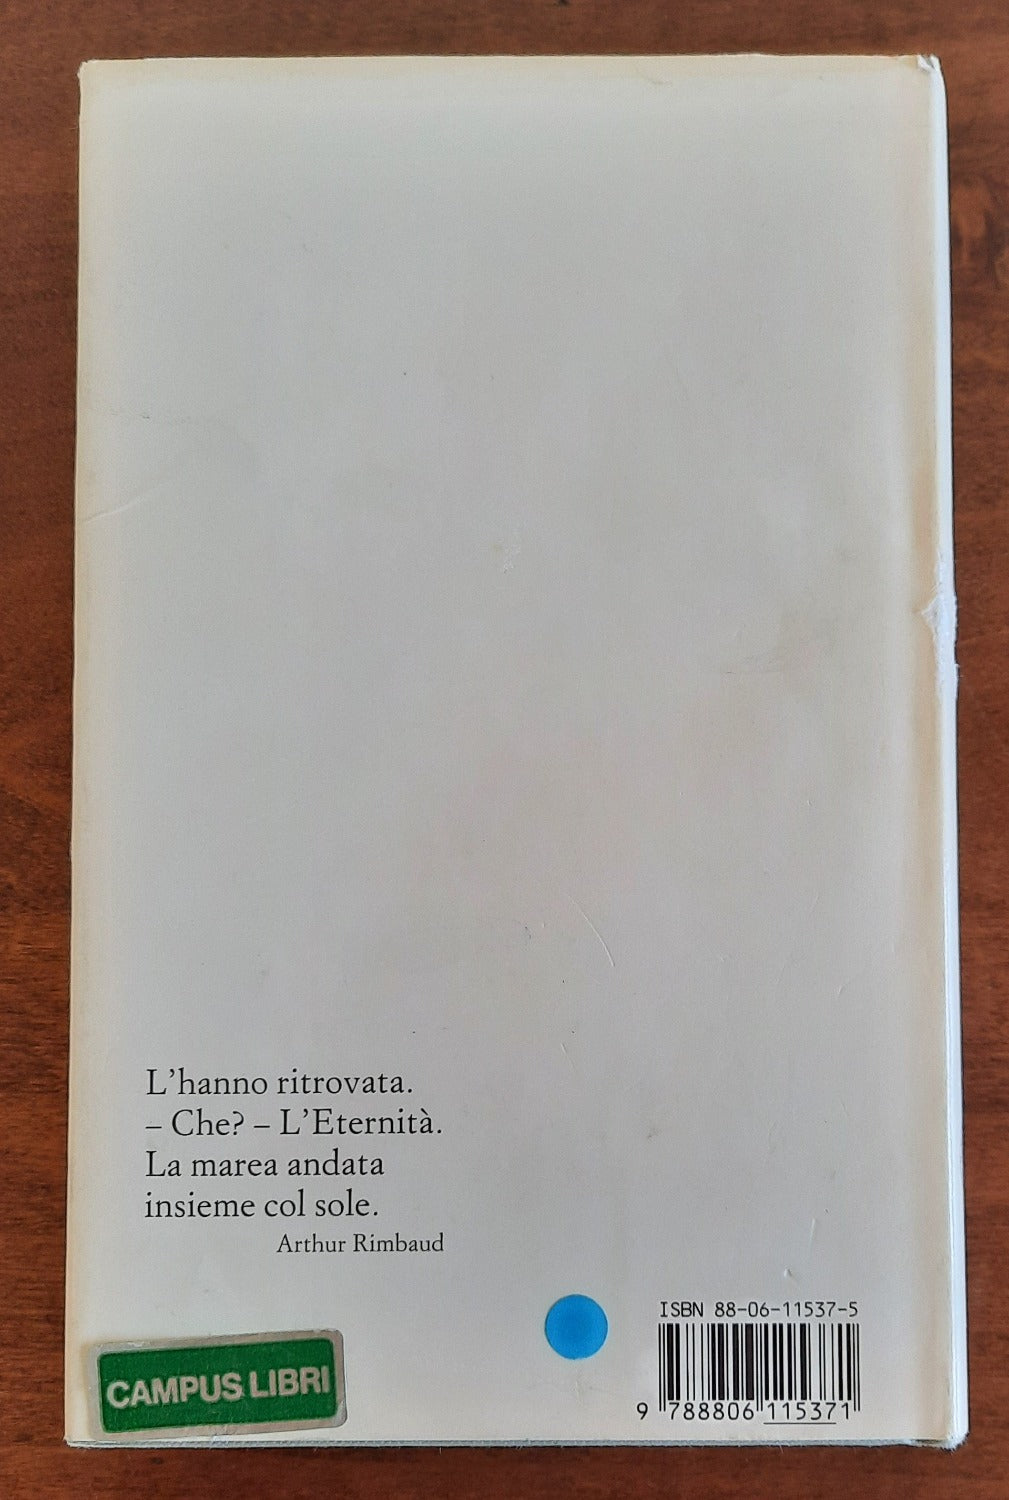 L'hanno ritrovata.
– Che? – L'Eternità.
La marea andata
insieme col sole.
Arthur Rimbaud
ISBN 88-06-11537-5
9 788806 115371
CAMPUS LIBRI